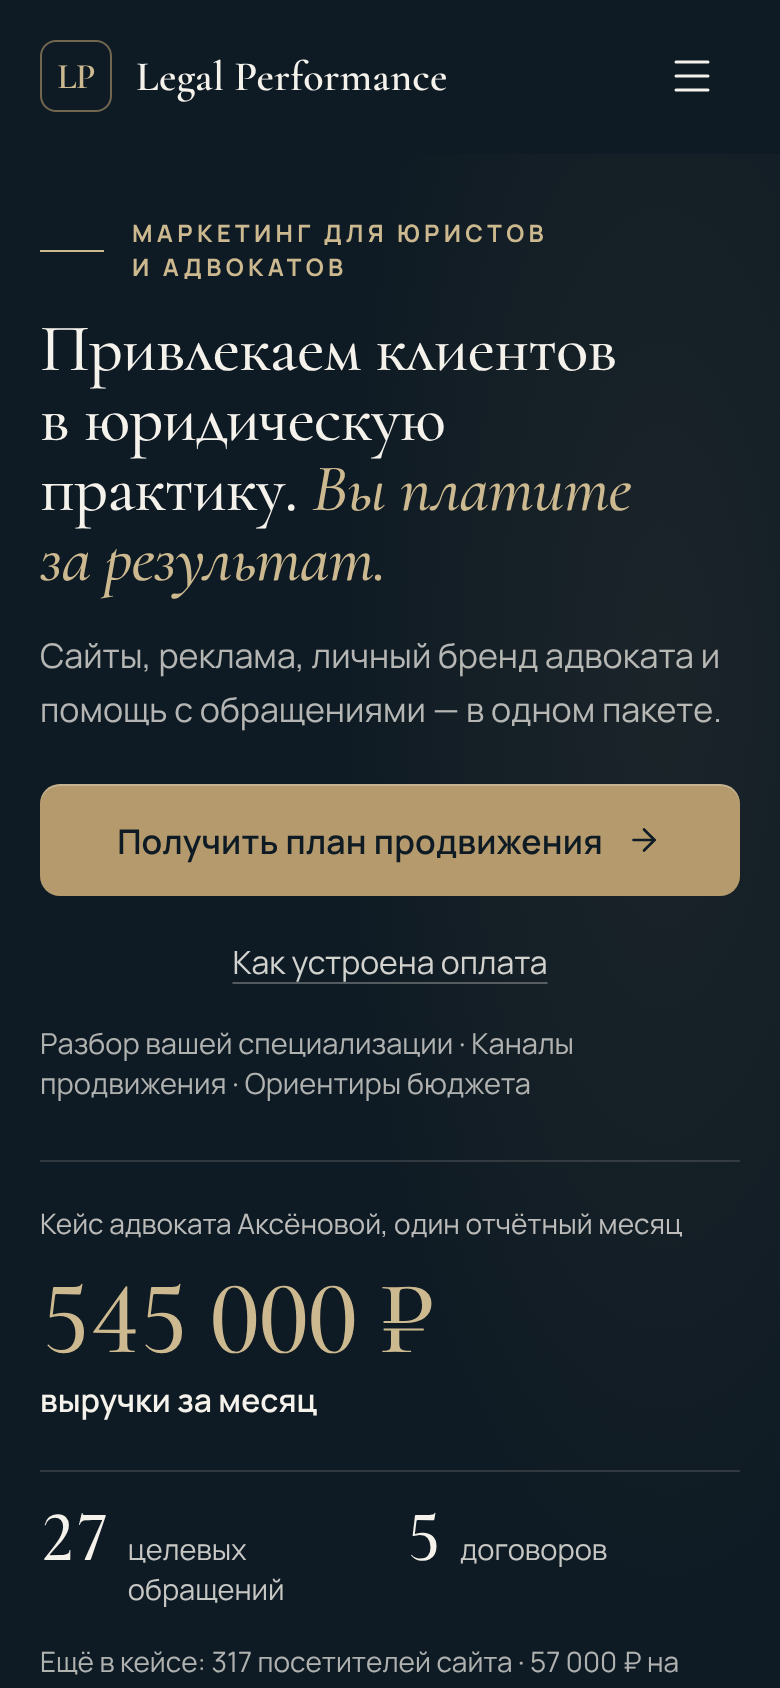 LP Legal Performance
МАРКЕТИНГ ДЛЯ ЮРИСТОВ
И АДВОКАТОВ
Привлекаем клиентов
в юридическую
практику. Вы платите
за результат.
Сайты, реклама, личный бренд адвоката и
помощь с обращениями — в одном пакете.
Получить план продвижения →
Как устроена оплата
Разбор вашей специализации · Каналы
продвижения · Ориентиры бюджета
Кейс адвоката Аксёновой, один отчётный месяц
545 000 ₽
выручки за месяц
27 целевых
обращений
5 договоров
Ещё в кейсе: 317 посетителей сайта · 57 000 ₽ на